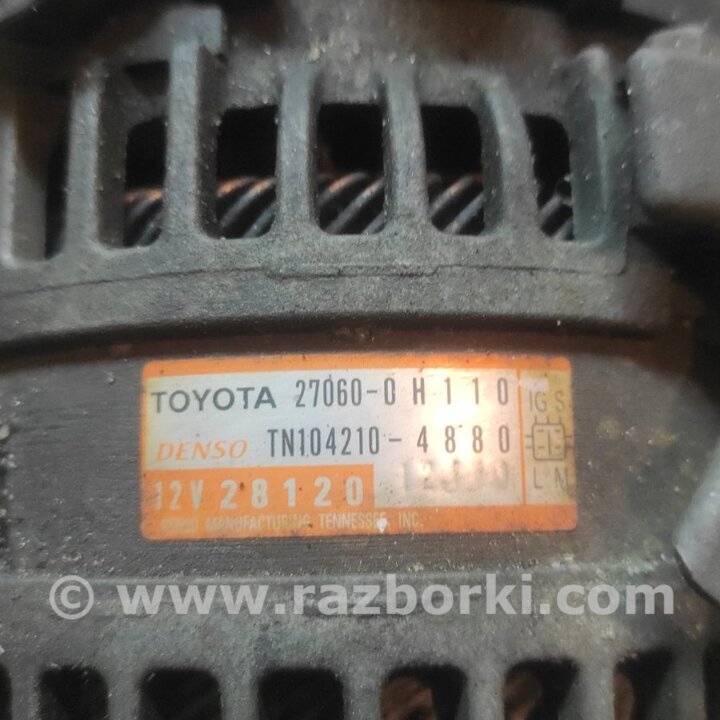 TOYOTA 27060-0H110
DENSO TN104210-4880
IG S
12V 28120
L M
MANUFACTURING TENNESSEE, INC.
© www.razborki.com